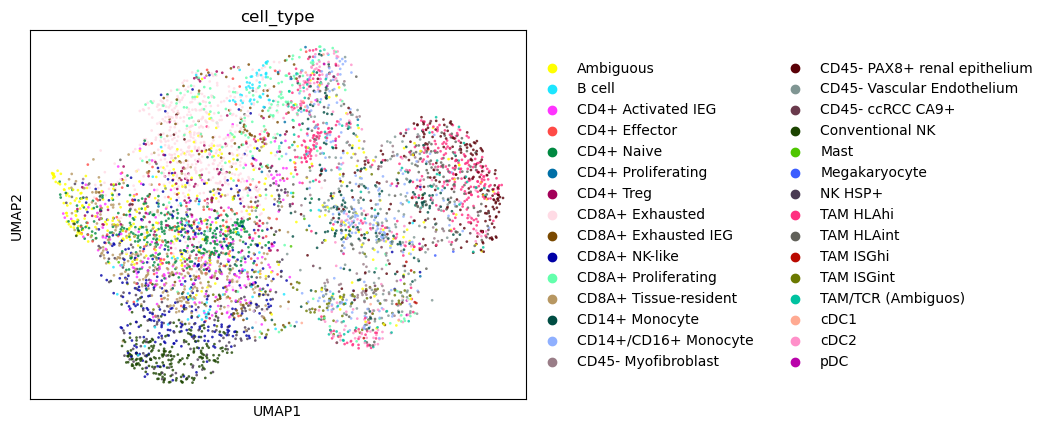 cell_type
UMAP2
UMAP1
Ambiguous
B cell
CD4+ Activated IEG
CD4+ Effector
CD4+ Naive
CD4+ Proliferating
CD4+ Treg
CD8A+ Exhausted
CD8A+ Exhausted IEG
CD8A+ NK-like
CD8A+ Proliferating
CD8A+ Tissue-resident
CD14+ Monocyte
CD14+/CD16+ Monocyte
CD45- Myofibroblast
CD45- PAX8+ renal epithelium
CD45- Vascular Endothelium
CD45- ccRCC CA9+
Conventional NK
Mast
Megakaryocyte
NK HSP+
TAM HLAhi
TAM HLAint
TAM ISGhi
TAM ISGint
TAM/TCR (Ambiguos)
cDC1
cDC2
pDC